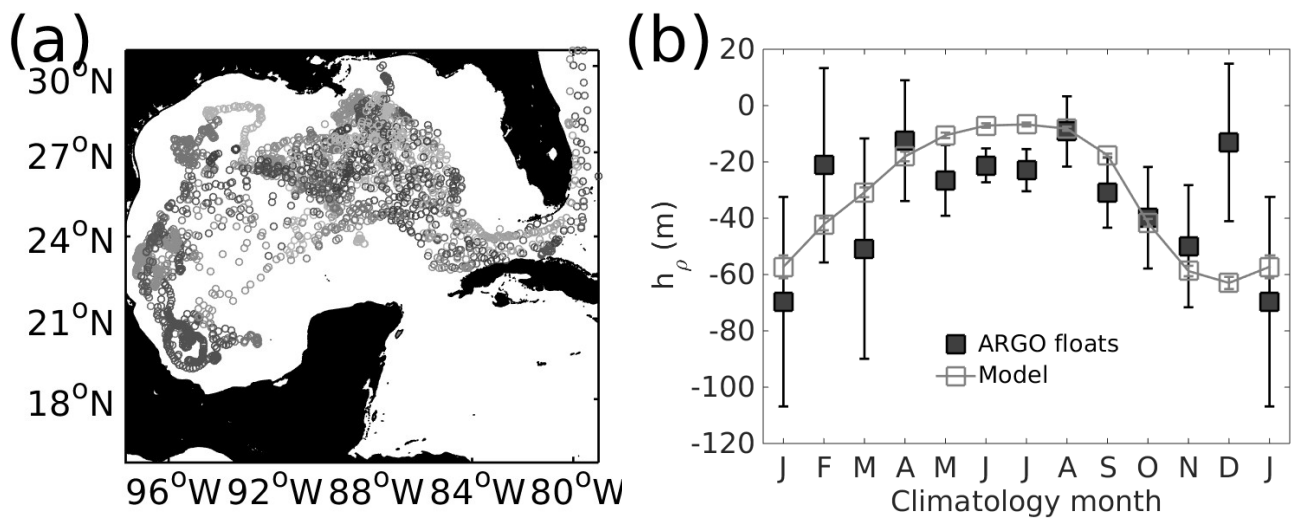 (a)
30°N
27°N
24°N
21°N
18°N
96°W 92°W 88°W 84°W 80°W
(b)
20
0
-20
-40
-60
-80
-100
-120
h ρ (m)
ARGO floats
Model
J F M A M J J A S O N D J
Climatology month